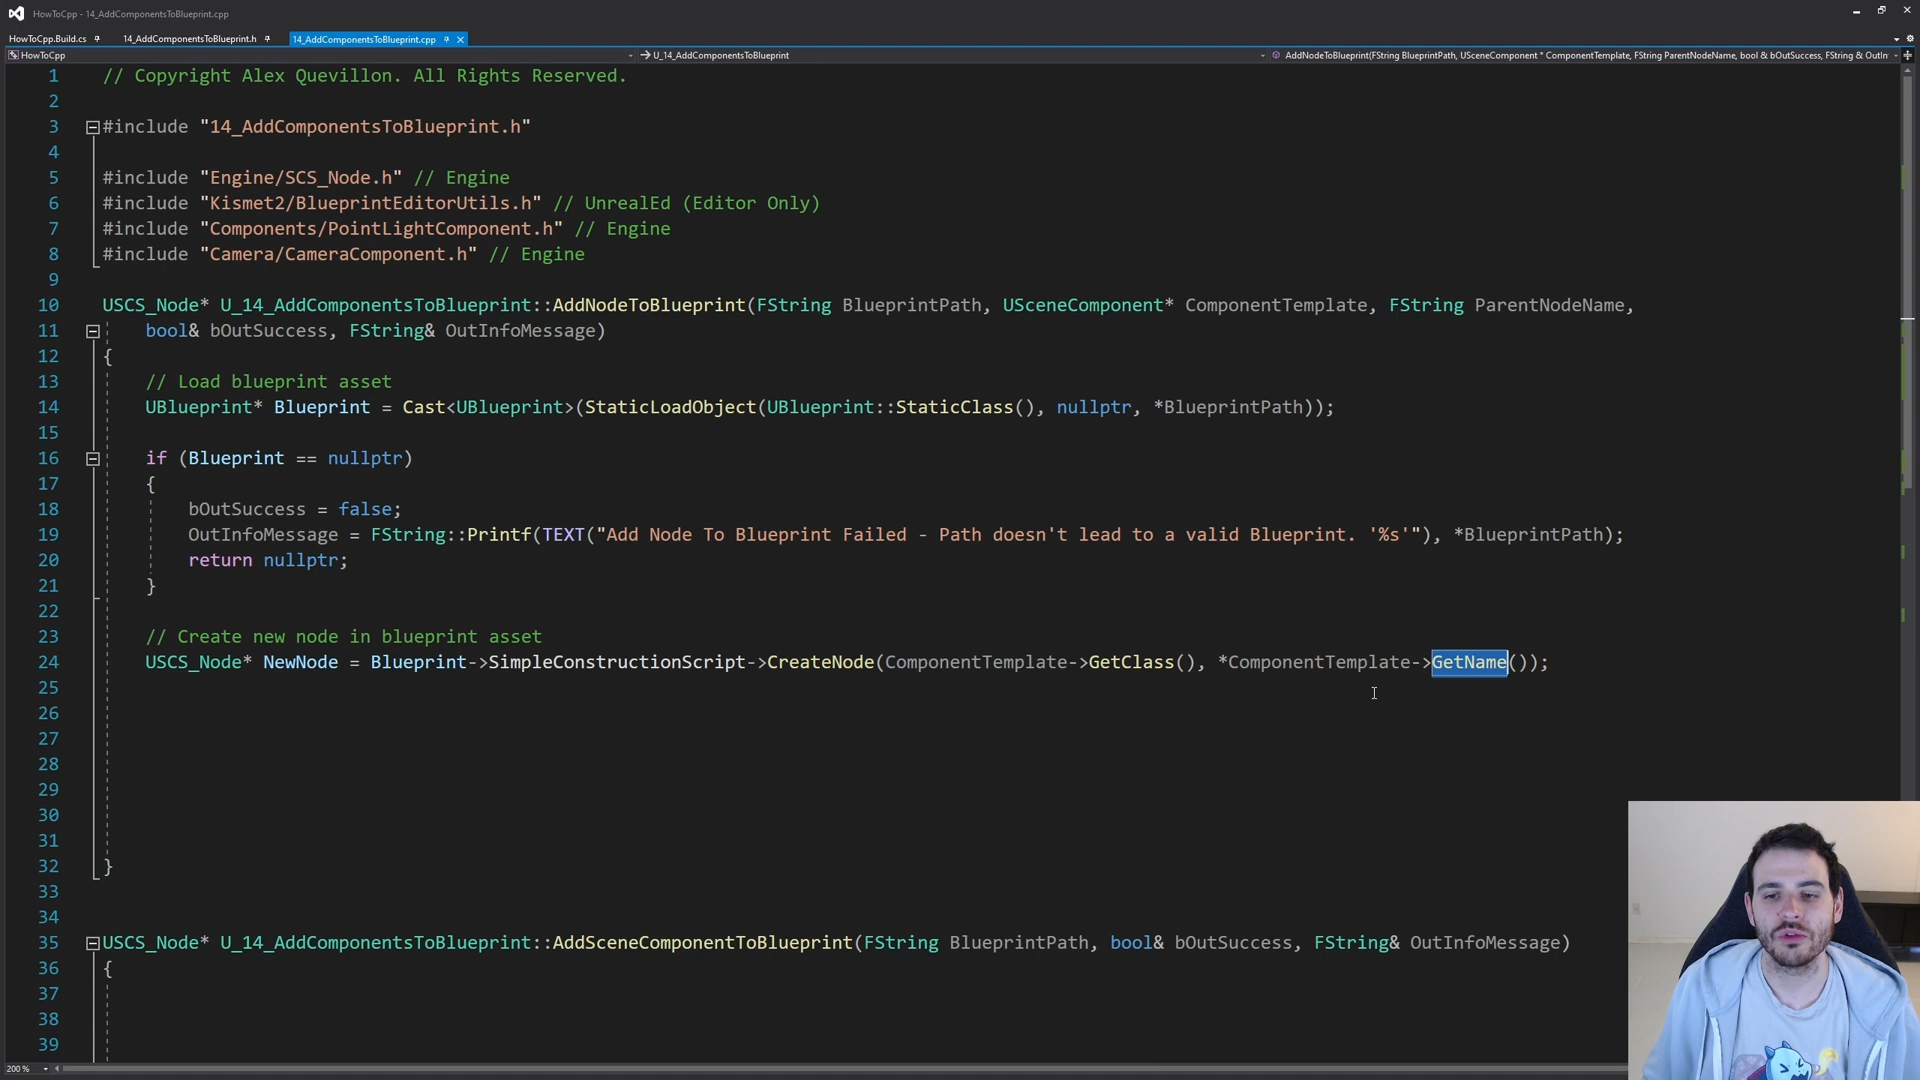 HowToCpp - 14_AddComponentsToBlueprint.cpp
HowToCpp.Build.cs
14_AddComponentsToBlueprint.h
14_AddComponentsToBlueprint.cpp
HowToCpp
U_14_AddComponentsToBlueprint
AddNodeToBlueprint(FString BlueprintPath, USceneComponent * ComponentTemplate, FString ParentNodeName, bool & bOutSuccess, FString & OutIn
1 // Copyright Alex Quevillon. All Rights Reserved.
2
3 #include "14_AddComponentsToBlueprint.h"
4
5 #include "Engine/SCS_Node.h" // Engine
6 #include "Kismet2/BlueprintEditorUtils.h" // UnrealEd (Editor Only)
7 #include "Components/PointLightComponent.h" // Engine
8 #include "Camera/CameraComponent.h" // Engine
9
10 USCS_Node* U_14_AddComponentsToBlueprint::AddNodeToBlueprint(FString BlueprintPath, USceneComponent* ComponentTemplate, FString ParentNodeName,
11 bool& bOutSuccess, FString& OutInfoMessage)
12 {
13 // Load blueprint asset
14 UBlueprint* Blueprint = Cast<UBlueprint>(StaticLoadObject(UBlueprint::StaticClass(), nullptr, *BlueprintPath));
15
16 if (Blueprint == nullptr)
17 {
18 bOutSuccess = false;
19 OutInfoMessage = FString::Printf(TEXT("Add Node To Blueprint Failed - Path doesn't lead to a valid Blueprint. '%s'"), *BlueprintPath);
20 return nullptr;
21 }
22
23 // Create new node in blueprint asset
24 USCS_Node* NewNode = Blueprint->SimpleConstructionScript->CreateNode(ComponentTemplate->GetClass(), *ComponentTemplate->GetName());
25
26
27
28
29
30
31
32 }
33
34
35 USCS_Node* U_14_AddComponentsToBlueprint::AddSceneComponentToBlueprint(FString BlueprintPath, bool& bOutSuccess, FString& OutInfoMessage)
36 {
37
38
39
200 %